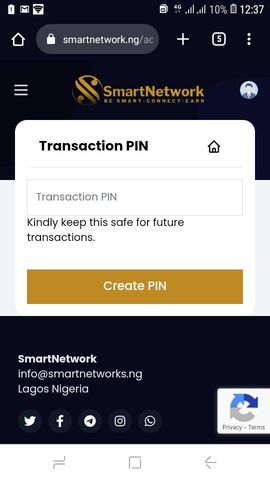 4G 10% 12:37
smartnetwork.ng/ac
5
SmartNetwork
BE SMART-CONNECT-EARN
Transaction PIN
Transaction PIN
Kindly keep this safe for future
transactions.
Create PIN
SmartNetwork
info@smartnetworks.ng
Lagos Nigeria
Privacy - Terms